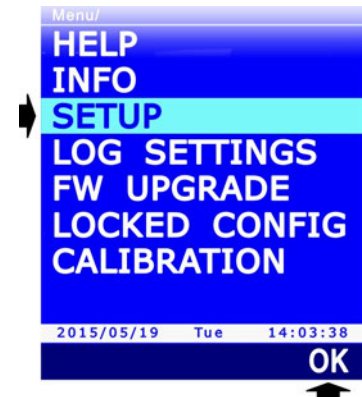 Menu/
HELP
INFO
SETUP
LOG SETTINGS
FW UPGRADE
LOCKED CONFIG
CALIBRATION
2015/05/19 Tue 14:03:38
OK